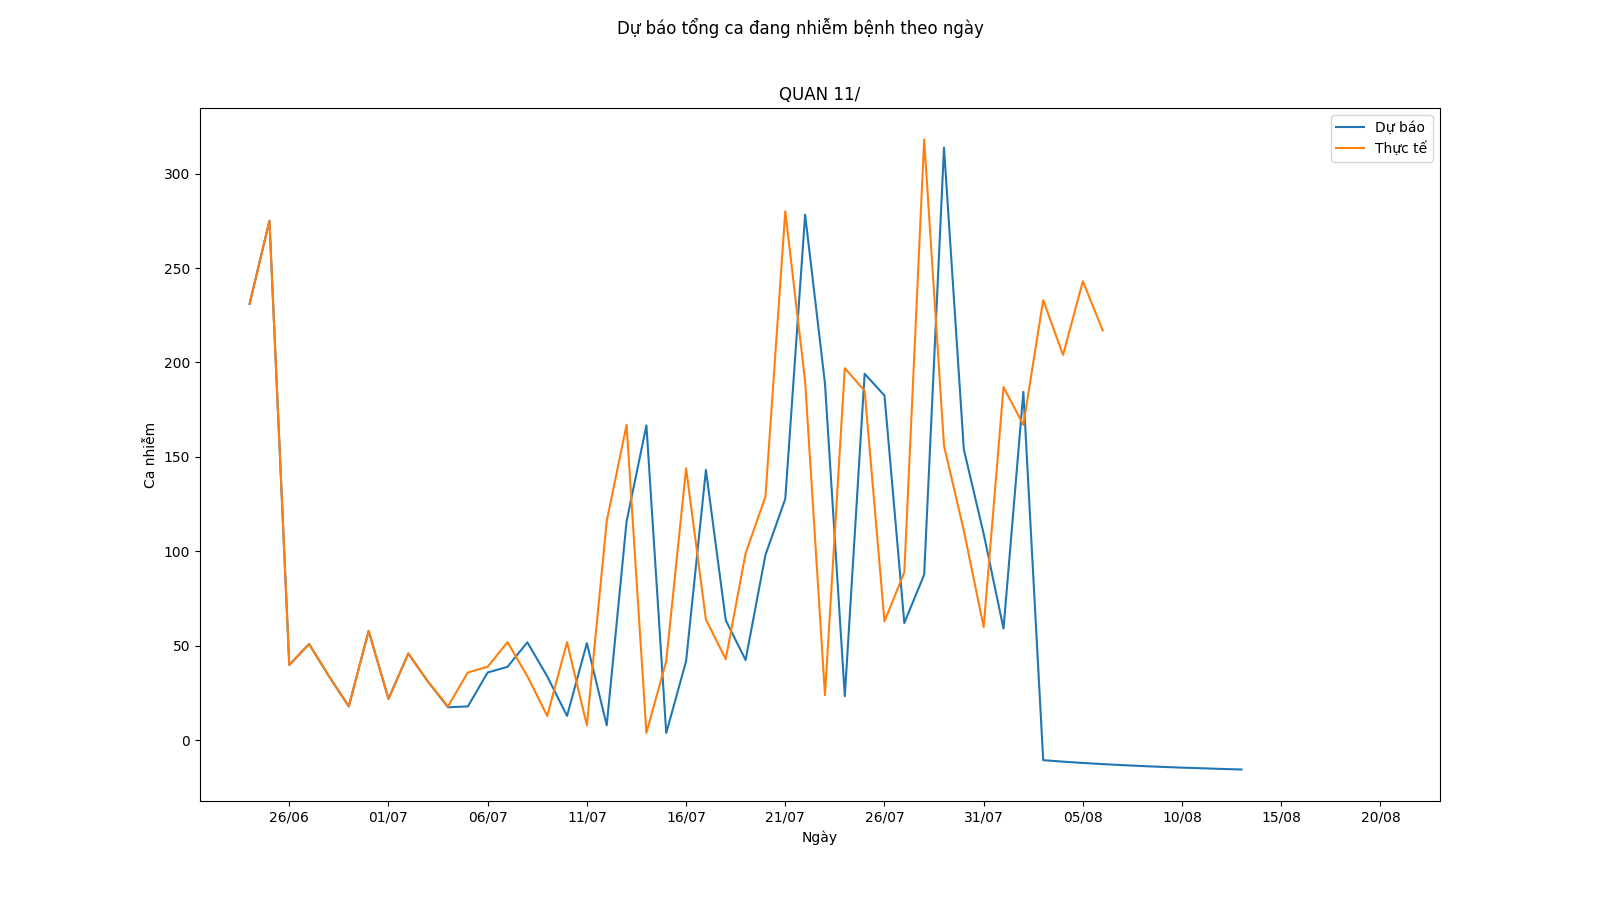 Dự báo tổng ca đang nhiễm bệnh theo ngày
QUAN 11/
Dự báo
Thực tế
300
250
200
150
100
50
0
Ca nhiễm
26/06 01/07 06/07 11/07 16/07 21/07 26/07 31/07 05/08 10/08 15/08 20/08
Ngày